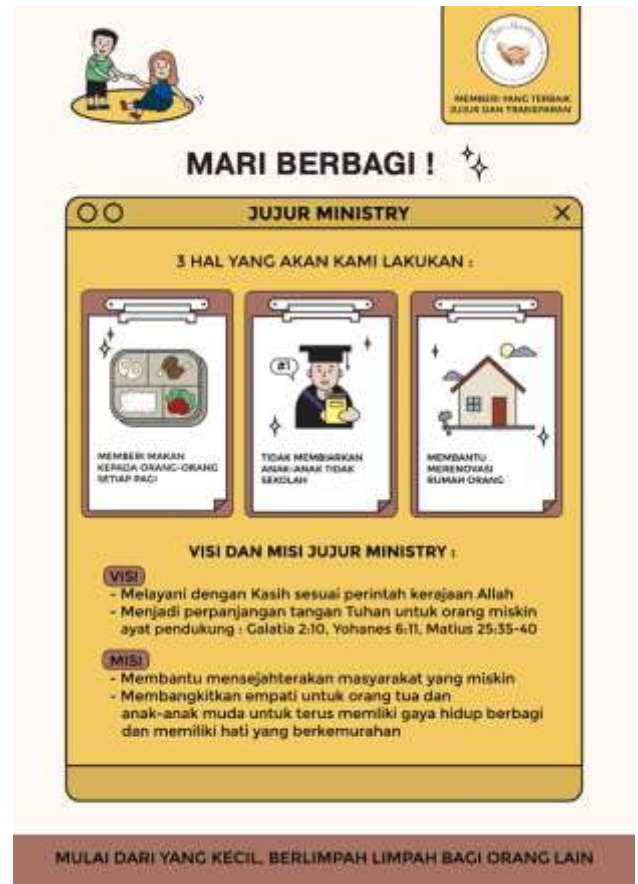 MEMBERI YANG TERBAIK
JUJUR DAN TRANSPARAN
MARI BERBAGI !
JUJUR MINISTRY
3 HAL YANG AKAN KAMI LAKUKAN :
MEMBERI MAKAN
KEPADA ORANG-ORANG
SETIAP PAGI
#1
TIDAK MEMBIARKAN
ANAK-ANAK TIDAK
SEKOLAH
MEMBANTU
MERENOVASI
RUMAH ORANG
VISI DAN MISI JUJUR MINISTRY :
VISI
- Melayani dengan Kasih sesuai perintah kerajaan Allah
- Menjadi perpanjangan tangan Tuhan untuk orang miskin
ayat pendukung : Galatia 2:10, Yohanes 6:11, Matius 25:35-40
MISI
- Membantu mensejahterakan masyarakat yang miskin
- Membangkitkan empati untuk orang tua dan
anak-anak muda untuk terus memiliki gaya hidup berbagi
dan memiliki hati yang berkemurahan
MULAI DARI YANG KECIL, BERLIMPAH LIMPAH BAGI ORANG LAIN